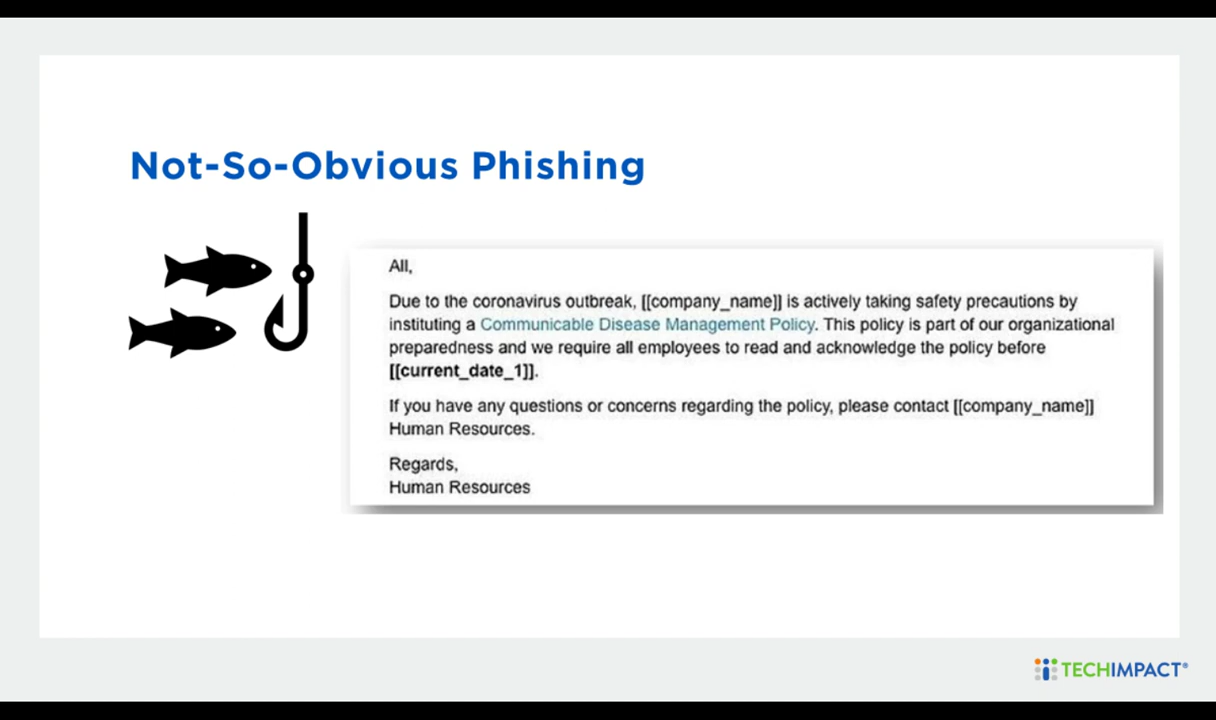 Not-So-Obvious Phishing
All,
Due to the coronavirus outbreak, [[company_name]] is actively taking safety precautions by
instituting a Communicable Disease Management Policy. This policy is part of our organizational
preparedness and we require all employees to read and acknowledge the policy before
[[current_date_1]].
If you have any questions or concerns regarding the policy, please contact [[company_name]]
Human Resources.
Regards,
Human Resources
TECHIMPACT®